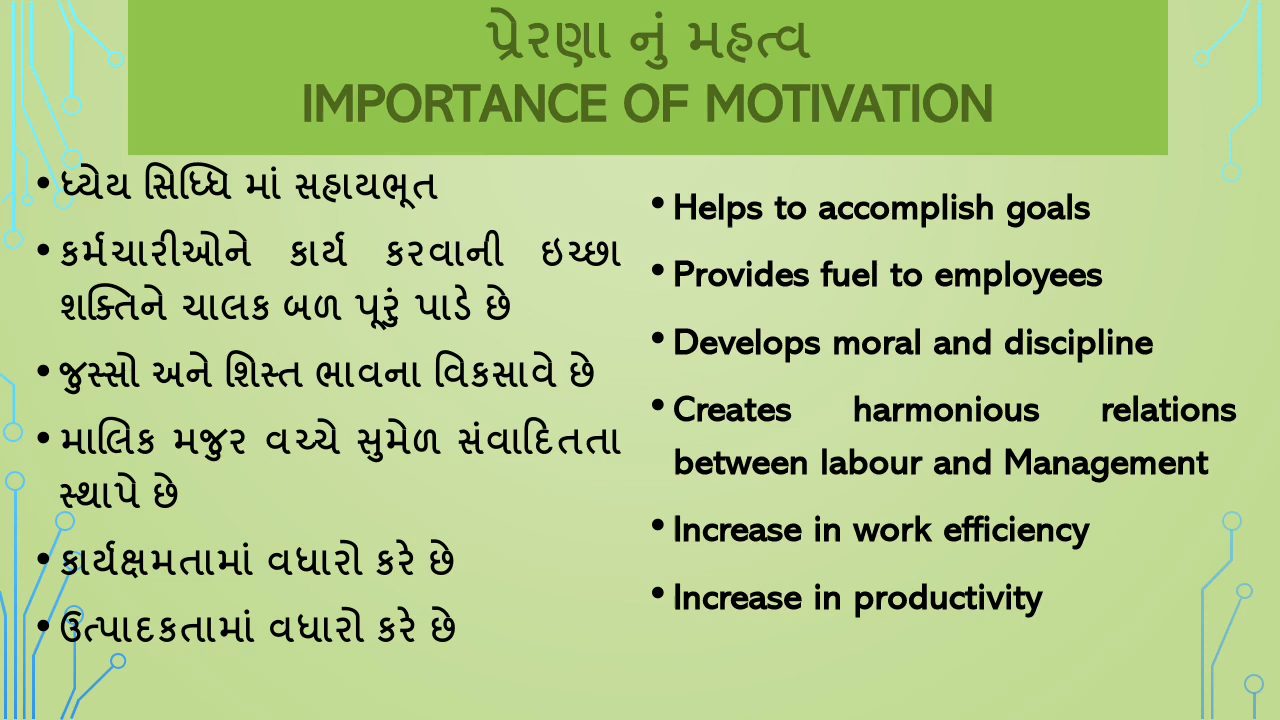 પ્રેરણા નું મહત્વ
IMPORTANCE OF MOTIVATION
• ધ્યેય સિધ્ધિ માં સહાયભૂત
• કર્મચારીઓને કાર્ય કરવાની ઇચ્છા
શક્તિને ચાલક બળ પૂરું પાડે છે
• જુસ્સો અને શિસ્ત ભાવના વિકસાવે છે
• માલિક મજુર વચ્ચે સુમેળ સંવાદિતતા
સ્થાપે છે
• કાર્યક્ષમતામાં વધારો કરે છે
• ઉત્પાદકતામાં વધારો કરે છે
• Helps to accomplish goals
• Provides fuel to employees
• Develops moral and discipline
• Creates harmonious relations
between labour and Management
• Increase in work efficiency
• Increase in productivity